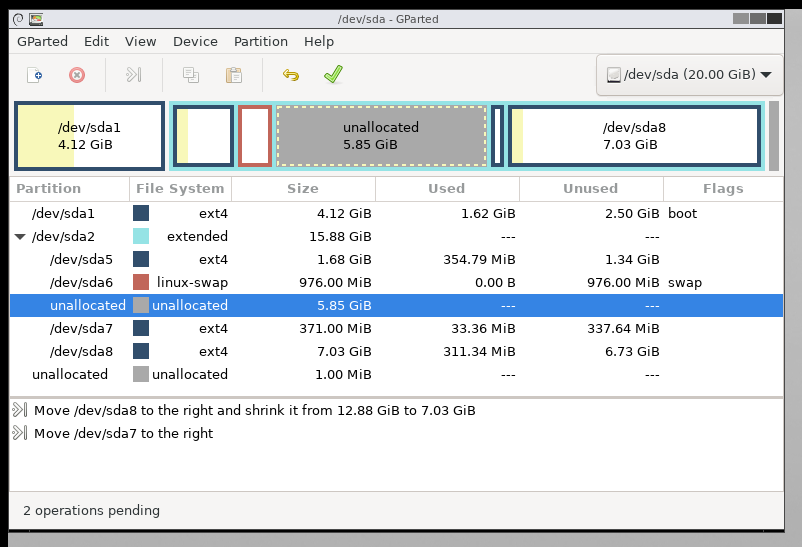 /dev/sda - GParted
GParted Edit View Device Partition Help
/dev/sda (20.00 GiB)
/dev/sda1
4.12 GiB
unallocated
5.85 GiB
/dev/sda8
7.03 GiB
Partition File System Size Used Unused Flags
/dev/sda1 ext4 4.12 GiB 1.62 GiB 2.50 GiB boot
/dev/sda2 extended 15.88 GiB --- ---
/dev/sda5 ext4 1.68 GiB 354.79 MiB 1.34 GiB
/dev/sda6 linux-swap 976.00 MiB 0.00 B 976.00 MiB swap
unallocated unallocated 5.85 GiB --- ---
/dev/sda7 ext4 371.00 MiB 33.36 MiB 337.64 MiB
/dev/sda8 ext4 7.03 GiB 311.34 MiB 6.73 GiB
unallocated unallocated 1.00 MiB --- ---
Move /dev/sda8 to the right and shrink it from 12.88 GiB to 7.03 GiB
Move /dev/sda7 to the right
2 operations pending